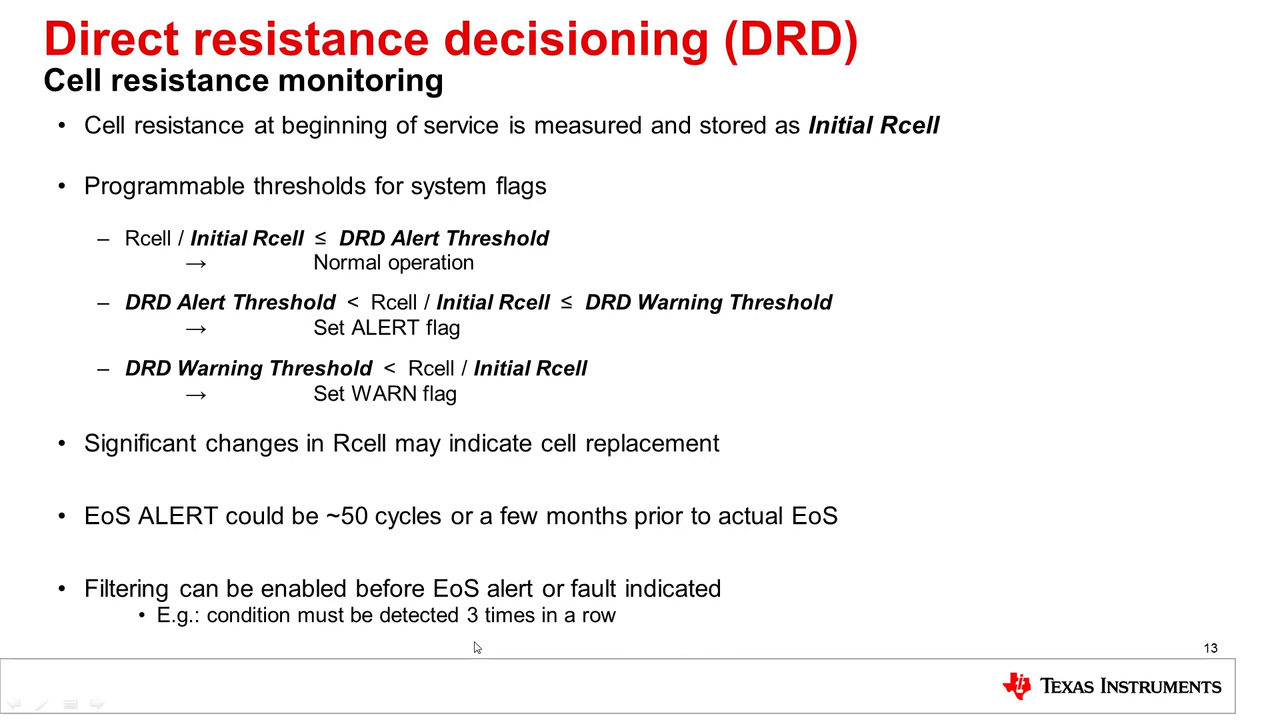 Direct resistance decisioning (DRD)
Cell resistance monitoring
• Cell resistance at beginning of service is measured and stored as Initial Rcell
• Programmable thresholds for system flags
– Rcell / Initial Rcell ≤ DRD Alert Threshold
→ Normal operation
– DRD Alert Threshold < Rcell / Initial Rcell ≤ DRD Warning Threshold
→ Set ALERT flag
– DRD Warning Threshold < Rcell / Initial Rcell
→ Set WARN flag
• Significant changes in Rcell may indicate cell replacement
• EoS ALERT could be ~50 cycles or a few months prior to actual EoS
• Filtering can be enabled before EoS alert or fault indicated
• E.g.: condition must be detected 3 times in a row
13
TEXAS INSTRUMENTS